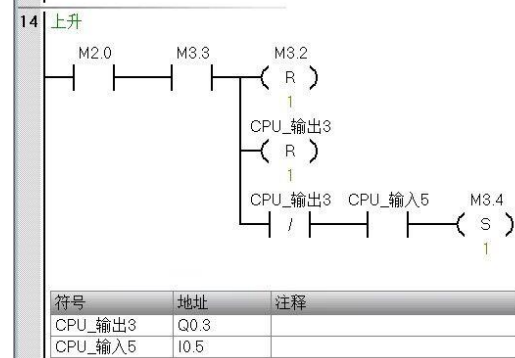 14 上升
M2.0 M3.3 M3.2
R
1
CPU_输出3
R
1
CPU_输出3 CPU_输入5 M3.4
/ S
1
符号 地址 注释
CPU_输出3 Q0.3
CPU_输入5 I0.5